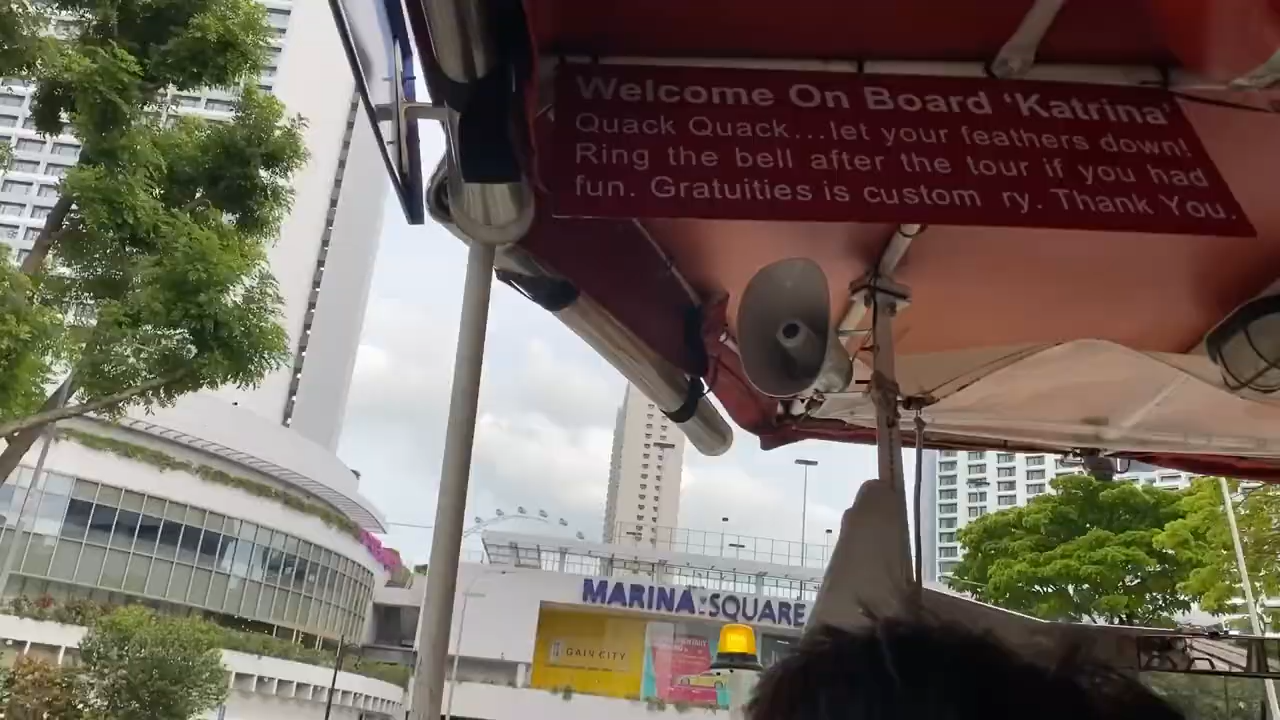 Welcome On Board 'Katrina'
Quack Quack...let your feathers down!
Ring the bell after the tour if you had
fun. Gratuities is custom ry. Thank You.
MARINA SQUARE
GAIN CITY